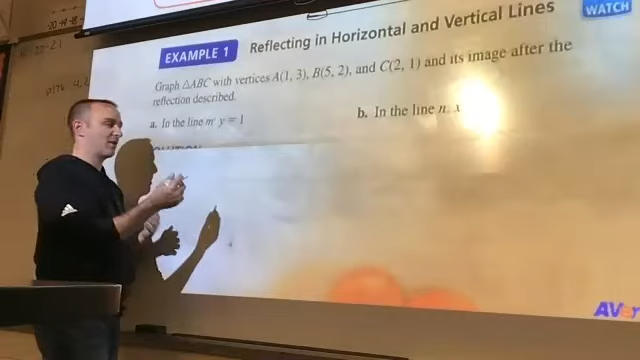 WATCH
EXAMPLE 1 Reflecting in Horizontal and Vertical Lines
Graph △ABC with vertices A(1, 3), B(5, 2), and C(2, 1) and its image after the
reflection described.
a. In the line m: y = 1
b. In the line n: x
AVer